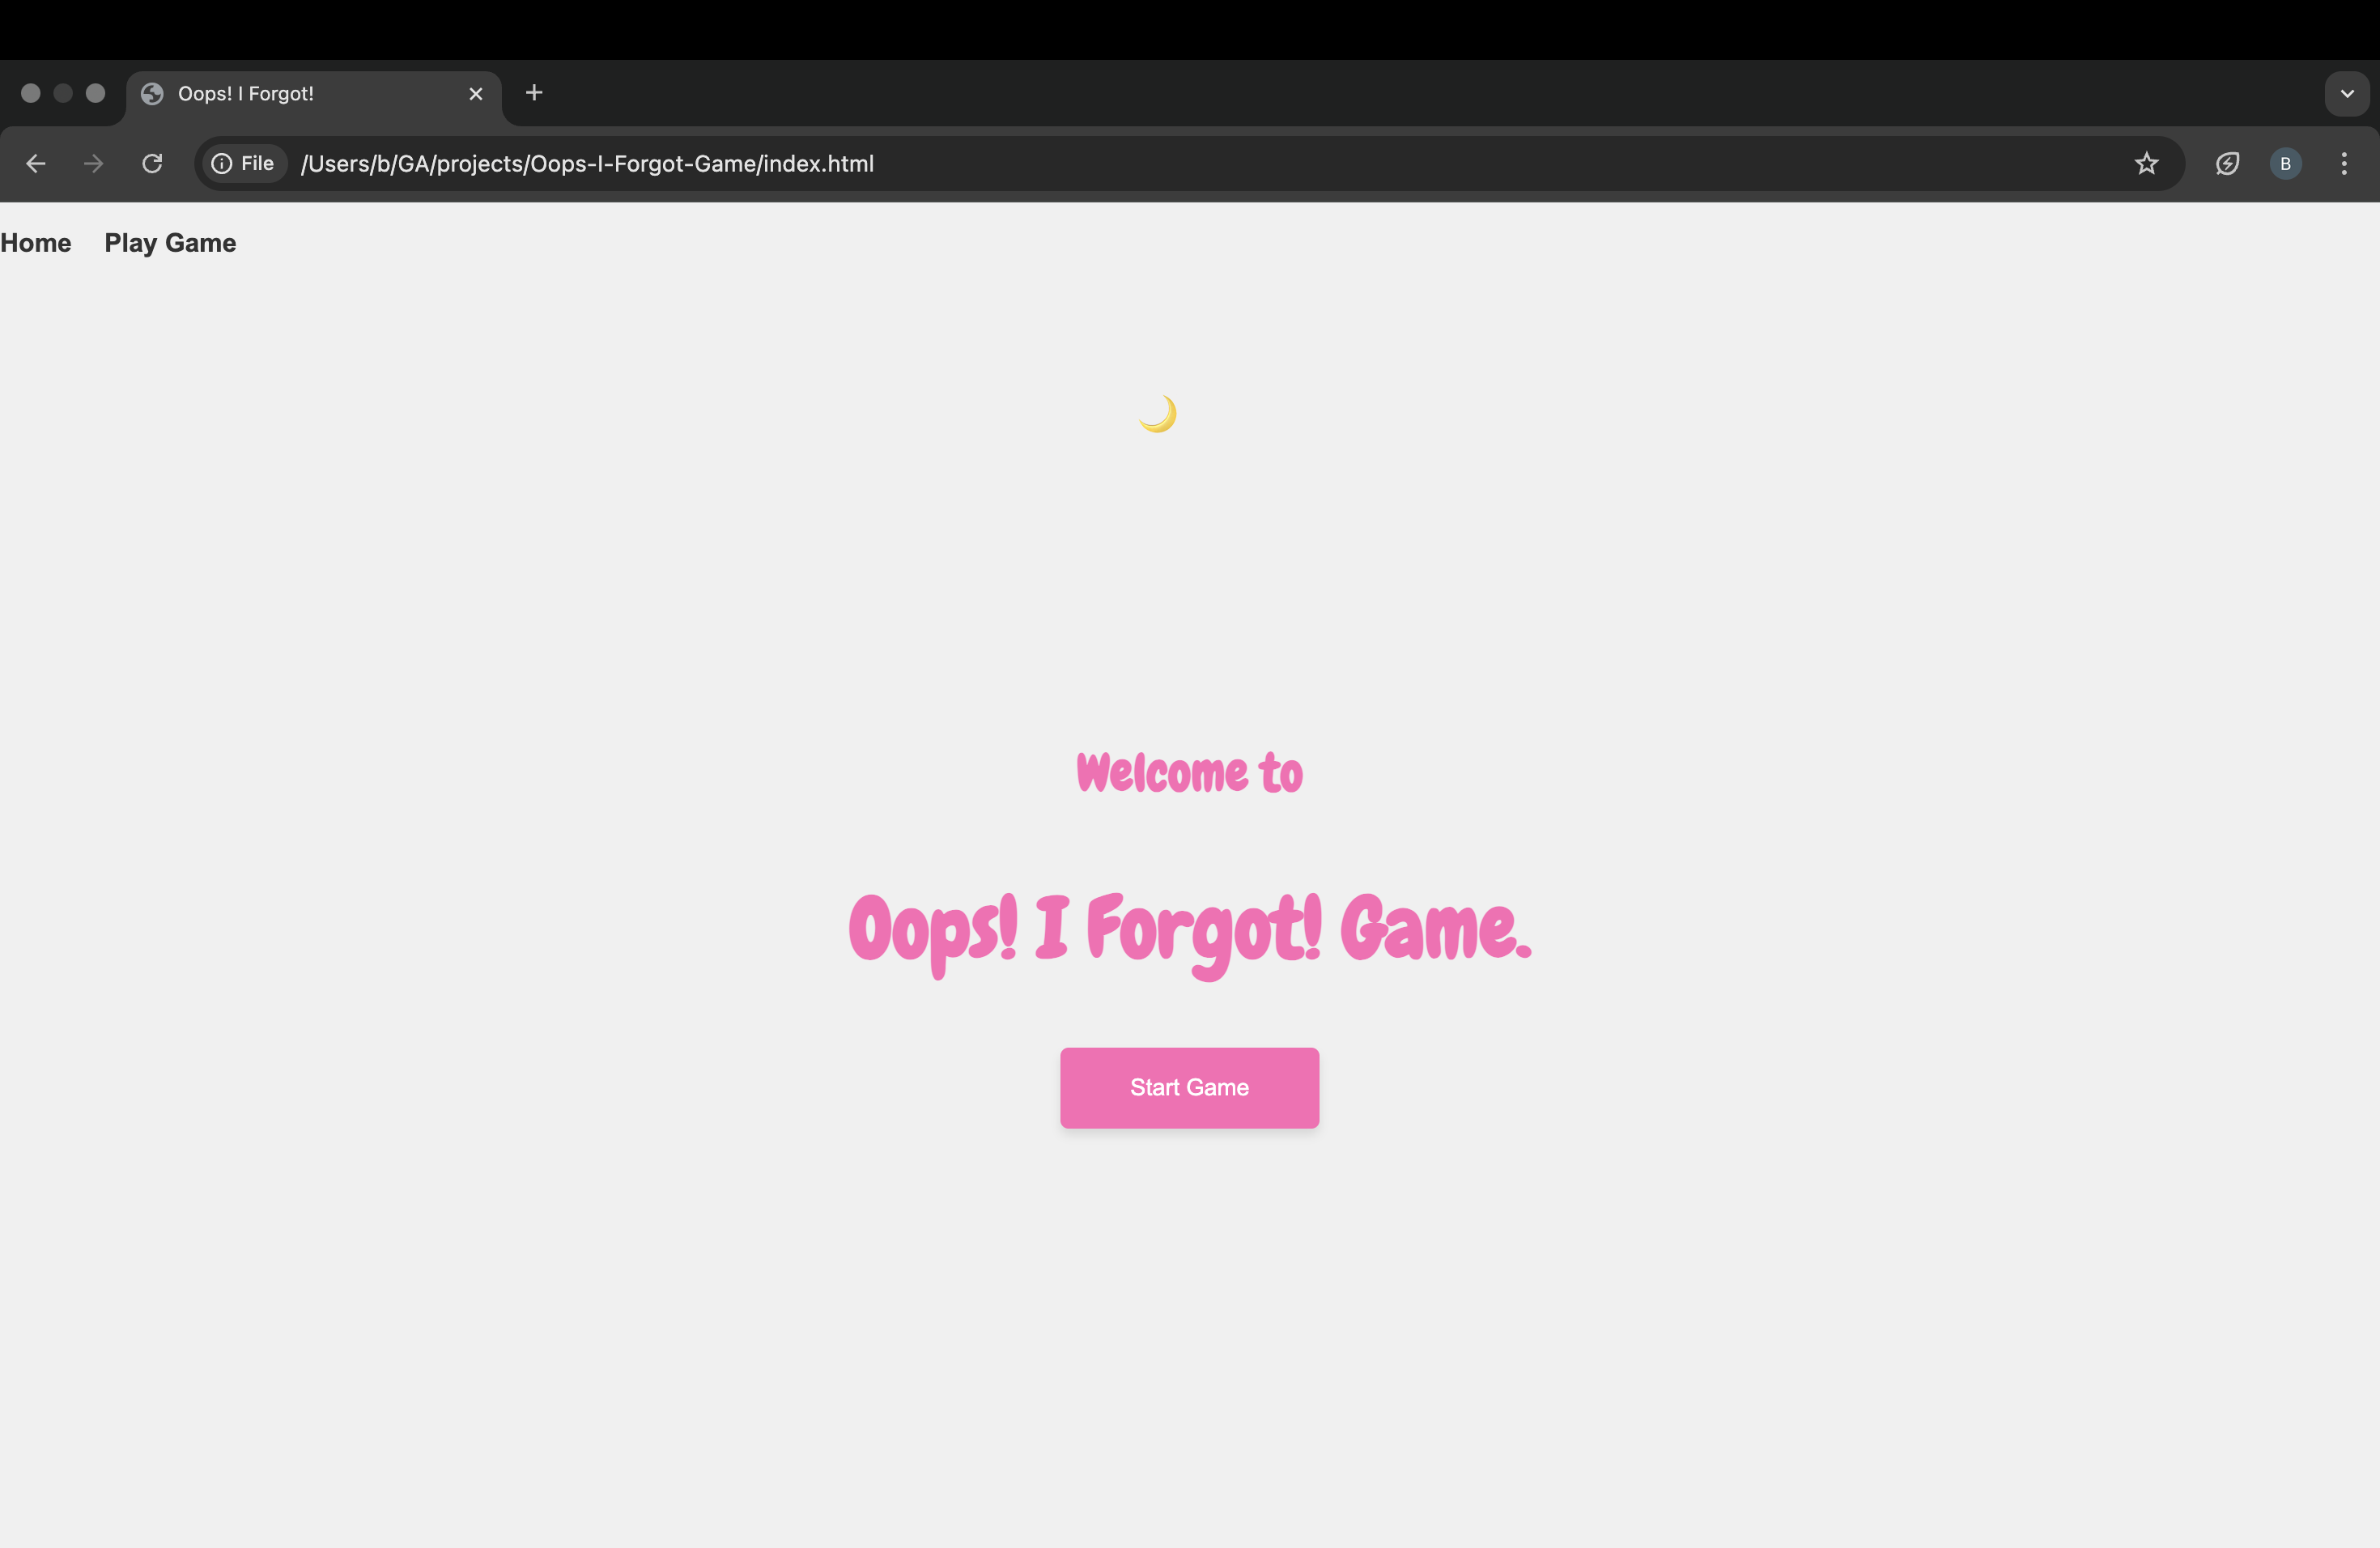 Oops! I Forgot!
File /Users/b/GA/projects/Oops-I-Forgot-Game/index.html
B
Home Play Game
Welcome to
Oops! I Forgot! Game.
Start Game